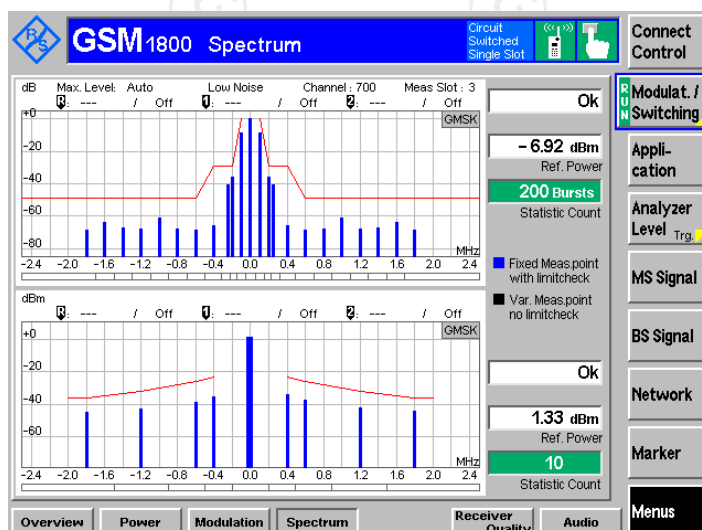 R/S
GSM 1800 Spectrum
Circuit
Switched
Single Slot
Connect
Control
dB Max. Level: Auto Low Noise Channel : 700 Meas Slot : 3
R: --- / Off 1: --- / Off 2: --- / Off
GMSK
+0
-20
-40
-60
-80
MHz
-2.4 -2.0 -1.6 -1.2 -0.8 -0.4 0.0 0.4 0.8 1.2 1.6 2.0 2.4
Ok
-6.92 dBm
Ref. Power
200 Bursts
Statistic Count
Fixed Meas.point
with limitcheck
Var. Meas.point
no limitcheck
dBm
R: --- / Off 1: --- / Off 2: --- / Off
GMSK
+0
-20
-40
-60
MHz
-2.4 -2.0 -1.6 -1.2 -0.8 -0.4 0.0 0.4 0.8 1.2 1.6 2.0 2.4
Ok
1.33 dBm
Ref. Power
10
Statistic Count
RUN
Modulat. /
Switching
Appli-
cation
Analyzer
Level Trg.
MS Signal
BS Signal
Network
Marker
Menus
Overview
Power
Modulation
Spectrum
Receiver
Quality
Audio